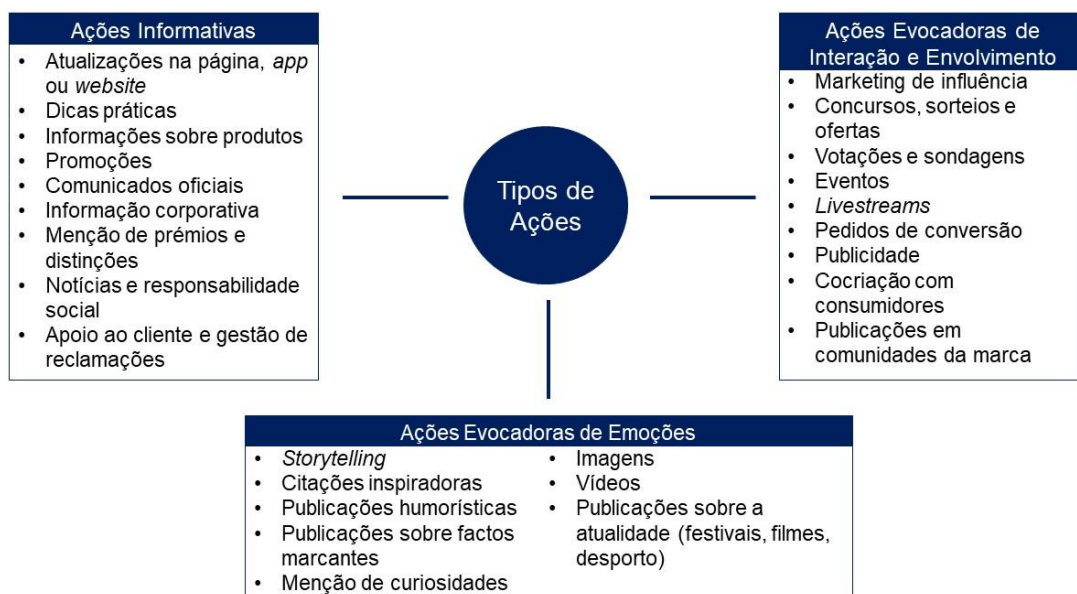 Ações Informativas
• Atualizações na página, app
ou website
• Dicas práticas
• Informações sobre produtos
• Promoções
• Comunicados oficiais
• Informação corporativa
• Menção de prémios e
distinções
• Notícias e responsabilidade
social
• Apoio ao cliente e gestão de
reclamações
Tipos de
Ações
Ações Evocadoras de
Interação e Envolvimento
• Marketing de influência
• Concursos, sorteios e
ofertas
• Votações e sondagens
• Eventos
• Livestreams
• Pedidos de conversão
• Publicidade
• Cocriação com
consumidores
• Publicações em
comunidades da marca
Ações Evocadoras de Emoções
• Storytelling
• Citações inspiradoras
• Publicações humorísticas
• Publicações sobre factos
marcantes
• Menção de curiosidades
• Imagens
• Vídeos
• Publicações sobre a
atualidade (festivais, filmes,
desporto)